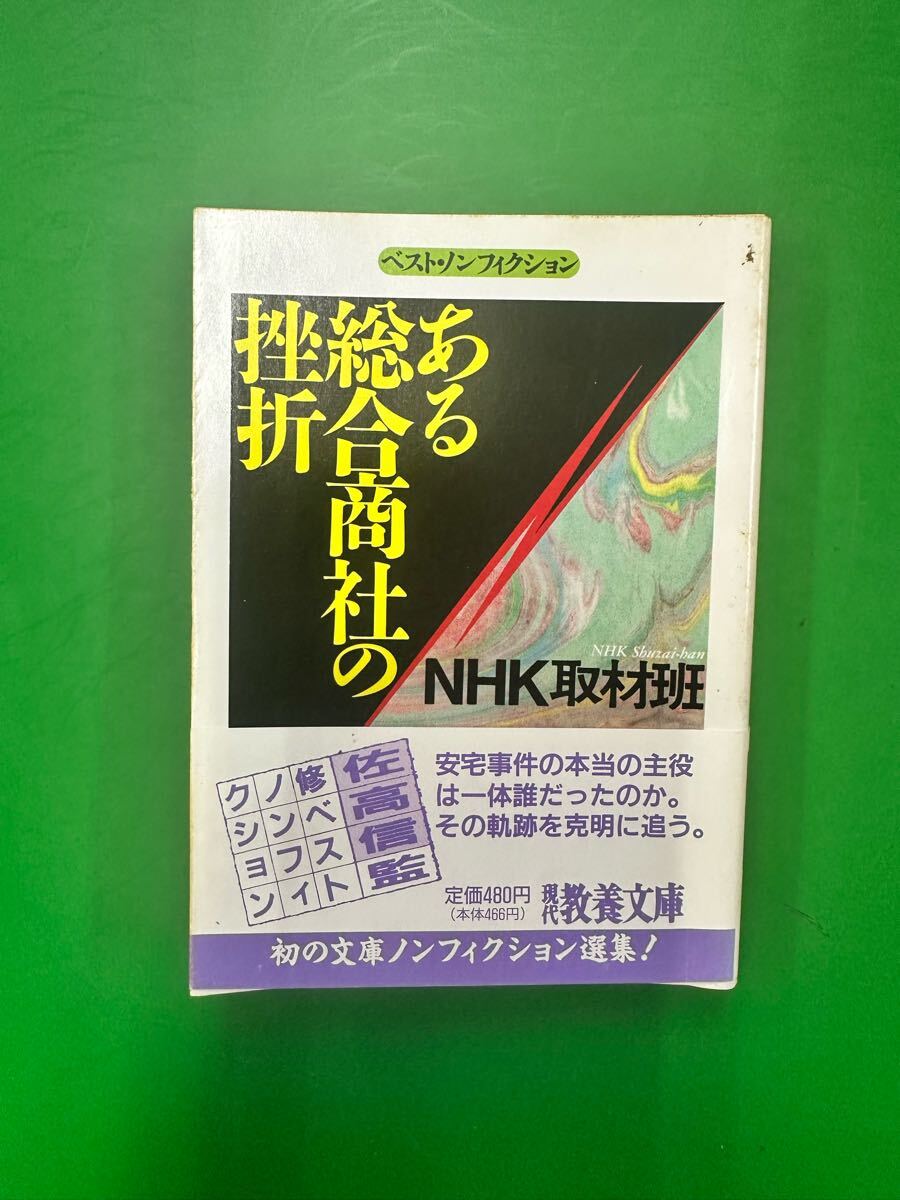 ベスト・ノンフィクション
ある
総合商社の
挫折
NHK Shuzai-han
NHK取材班
佐高信監
修ベスト
ノンフィ
クション
安宅事件の本当の主役
は一体誰だったのか。
その軌跡を克明に追う。
定価480円
(本体466円)
現代教養文庫
初の文庫ノンフィクション選集!